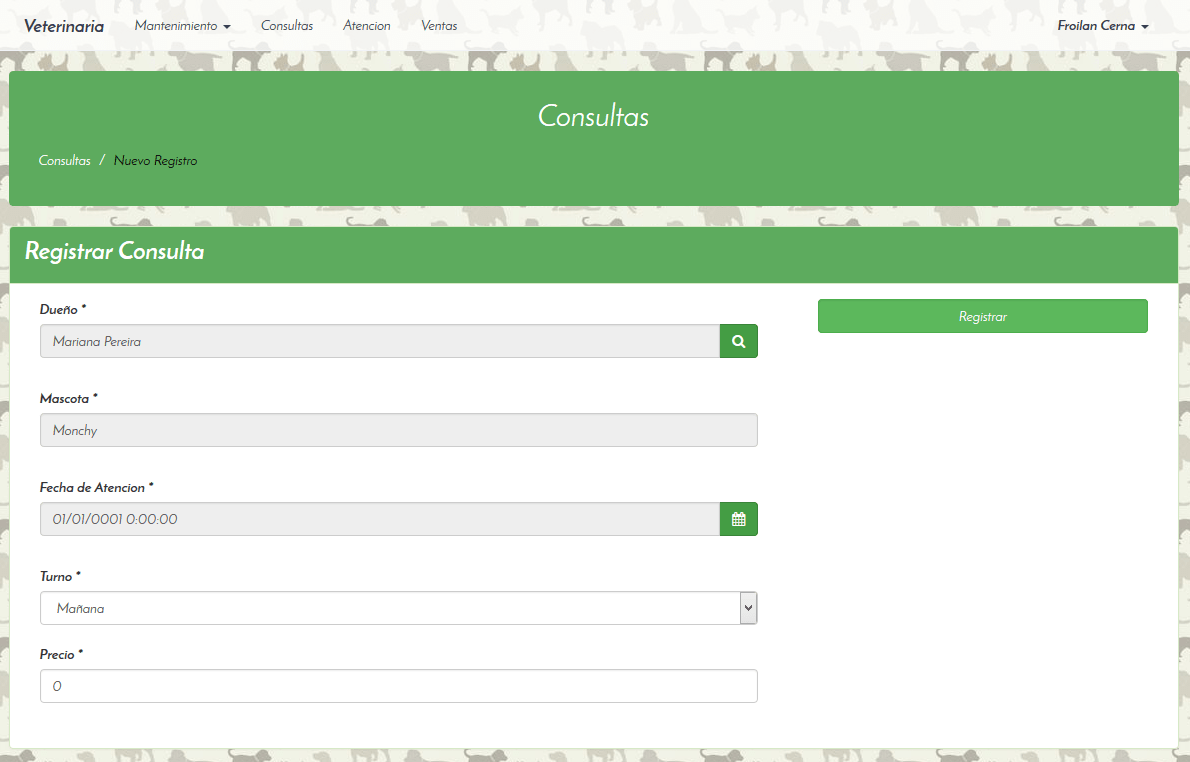 Veterinaria Mantenimiento Consultas Atencion Ventas Froilan Cerna
Consultas
Consultas / Nuevo Registro
Registrar Consulta
Dueño *
Registrar
Mariana Pereira
Mascota *
Monchy
Fecha de Atencion *
01/01/0001 0:00:00
Turno *
Mañana
Precio *
0